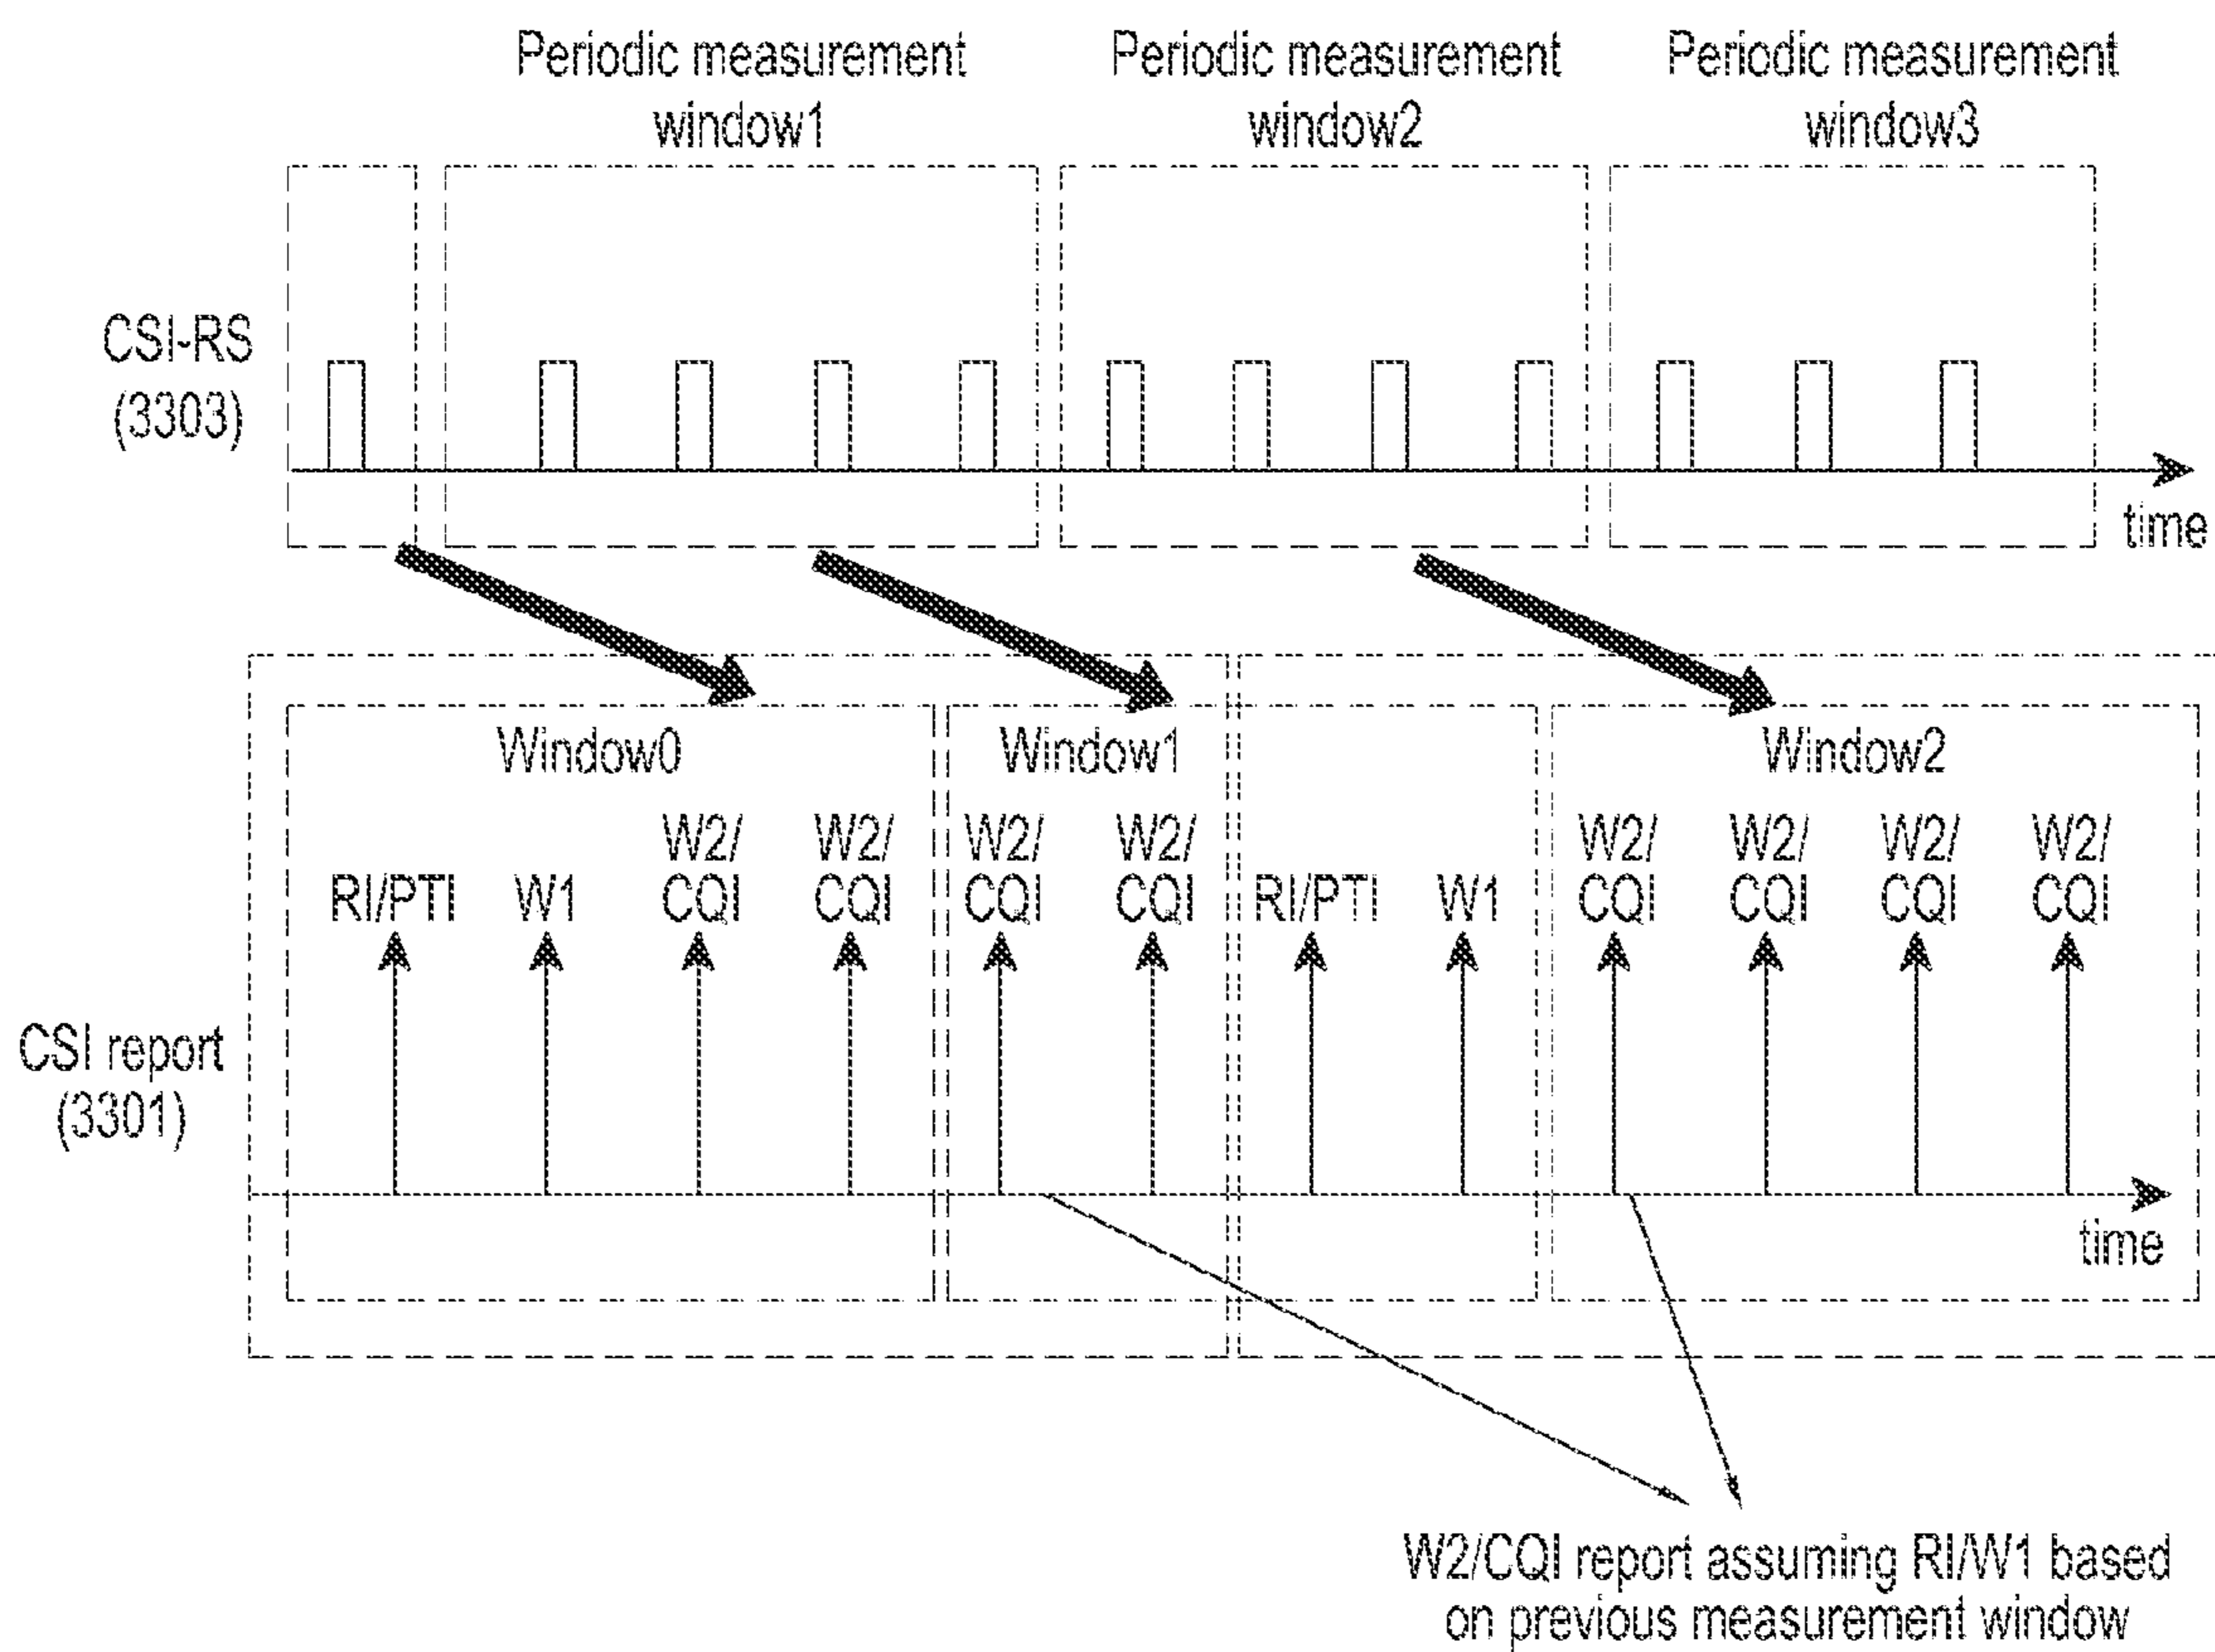 Periodic measurement
window1
Periodic measurement
window2
Periodic measurement
window3
CSI-RS
(3303)
time
Window0
Window1
Window2
RI/PTI
W1
W2/
CQI
W2/
CQI
W2/
CQI
W2/
CQI
RI/PTI
W1
W2/
CQI
W2/
CQI
W2/
CQI
W2/
CQI
CSI report
(3301)
time
W2/CQI report assuming RI/W1 based
on previous measurement window